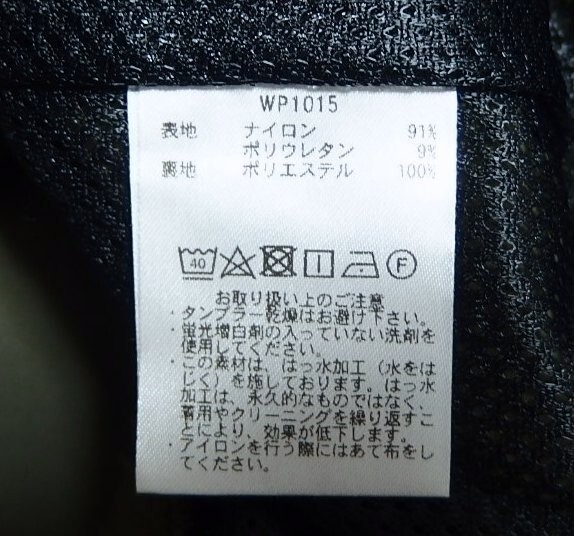 WP1015
表地 ナイロン 91%
ポリウレタン 9%
裏地 ポリエステル 100%
40 F
お取り扱い上のご注意
・タンブラー乾燥はお避け下さい。
・蛍光増白剤の入っていない洗剤を
使用してください。
・この素材は、はっ水加工（水をは
じく）を施しております。はっ水
加工は、永久的なものではなく、
着用やクリーニングを繰り返すこ
とにより、効果が低下します。
・アイロンを行う際にはあて布をし
てください。